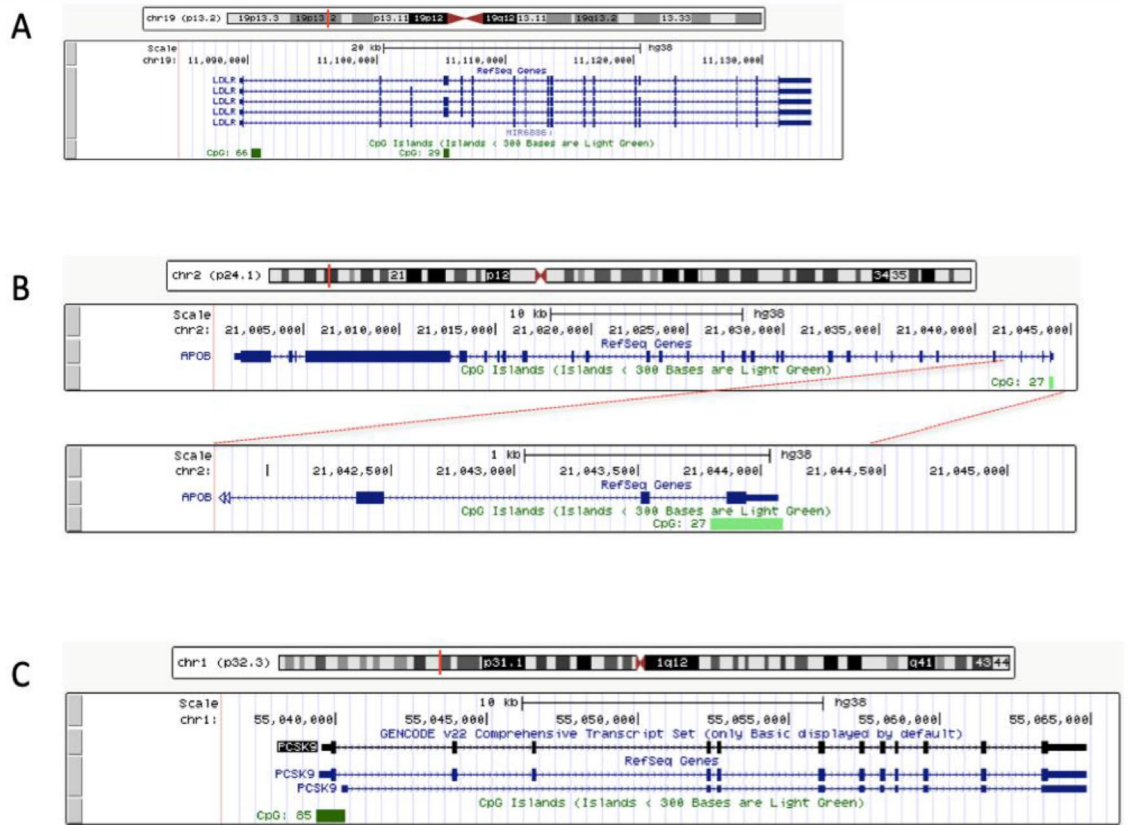 A
chr19 (p13.2) 19p13.3 19p13.2 p13.11 19p12 19q12 13.11 19q13.2 13.33
Scale 20 kb hg38
chr19: 11,090,000 11,100,000 11,110,000 11,120,000 11,130,000
RefSeq Genes
LDLR
LDLR
LDLR
LDLR
LDLR
MIR6886
CpG Islands (Islands < 300 Bases are Light Green)
CpG: 66 CpG: 29
B
chr2 (p24.1) 21 p12 34 35
Scale 10 kb hg38
chr2: 21,005,000 21,010,000 21,015,000 21,020,000 21,025,000 21,030,000 21,035,000 21,040,000 21,045,000
RefSeq Genes
APOB
CpG Islands (Islands < 300 Bases are Light Green)
CpG: 27
Scale 1 kb hg38
chr2: 21,042,500 21,043,000 21,043,500 21,044,000 21,044,500 21,045,000
RefSeq Genes
APOB
CpG Islands (Islands < 300 Bases are Light Green)
CpG: 27
C
chr1 (p32.3) p31.1 1q12 q41 43 44
Scale 10 kb hg38
chr1: 55,040,000 55,045,000 55,050,000 55,055,000 55,060,000 55,065,000
GENCODE v22 Comprehensive Transcript Set (only Basic displayed by default)
PCSK9
RefSeq Genes
PCSK9
PCSK9
CpG Islands (Islands < 300 Bases are Light Green)
CpG: 85